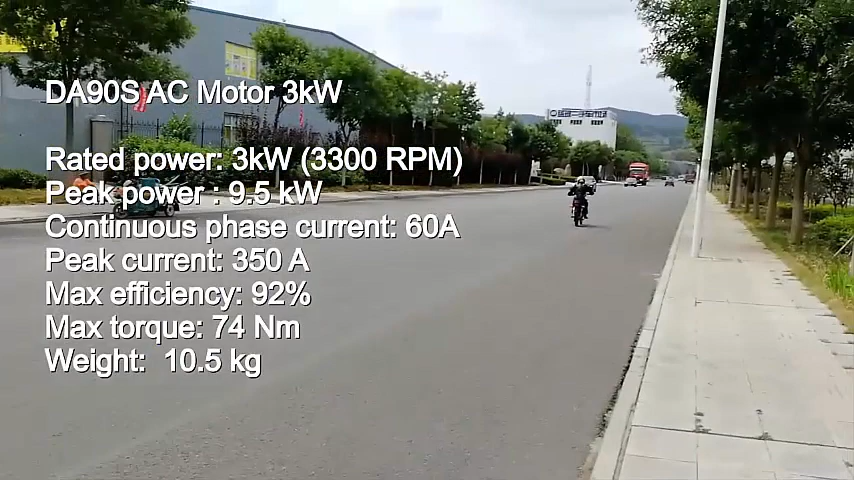 DA90S AC Motor 3kW
Rated power: 3kW (3300 RPM)
Peak power : 9.5 kW
Continuous phase current: 60A
Peak current: 350 A
Max efficiency: 92%
Max torque: 74 Nm
Weight:  10.5 kg